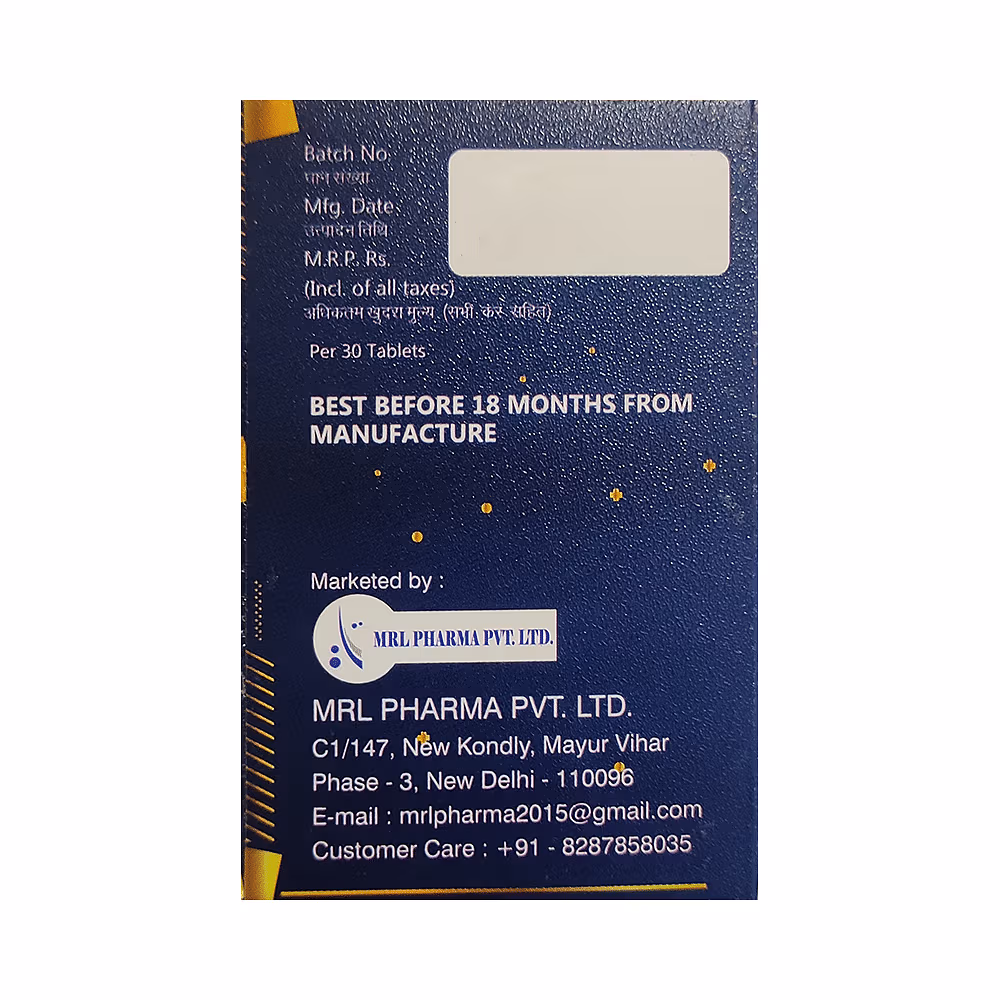 Batch No.
घान संख्या
Mfg. Date
उत्पादन तिथि
M.R.P. Rs.
(Incl. of all taxes)
अधिकतम खुदरा मूल्य (सभी कर सहित)
Per 30 Tablets
BEST BEFORE 18 MONTHS FROM
MANUFACTURE
Marketed by :
MRL PHARMA PVT. LTD.
MRL PHARMA PVT. LTD.
C1/147, New Kondly, Mayur Vihar
Phase - 3, New Delhi - 110096
E-mail : mrlpharma2015@gmail.com
Customer Care : +91 - 8287858035